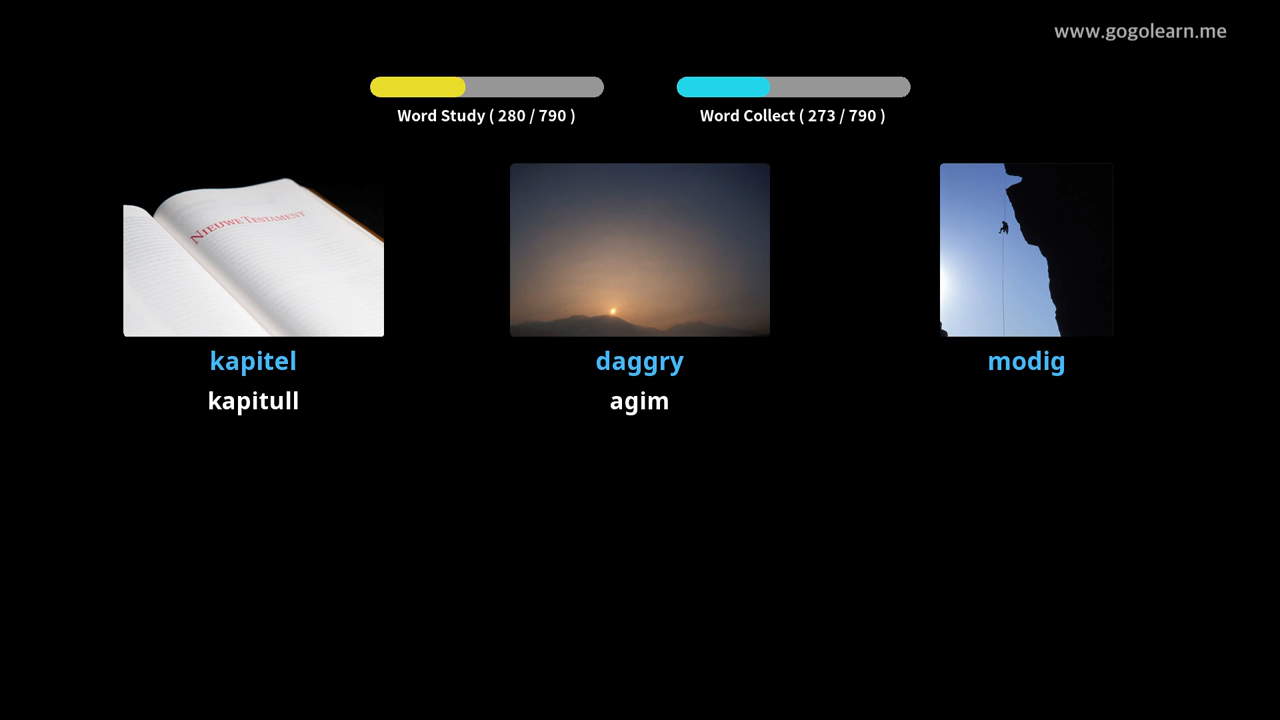 www.gogolearn.me
Word Study ( 280 / 790 )
Word Collect ( 273 / 790 )
NIEUWE TESTAMENT
kapitel
daggry
modig
kapitull
agim